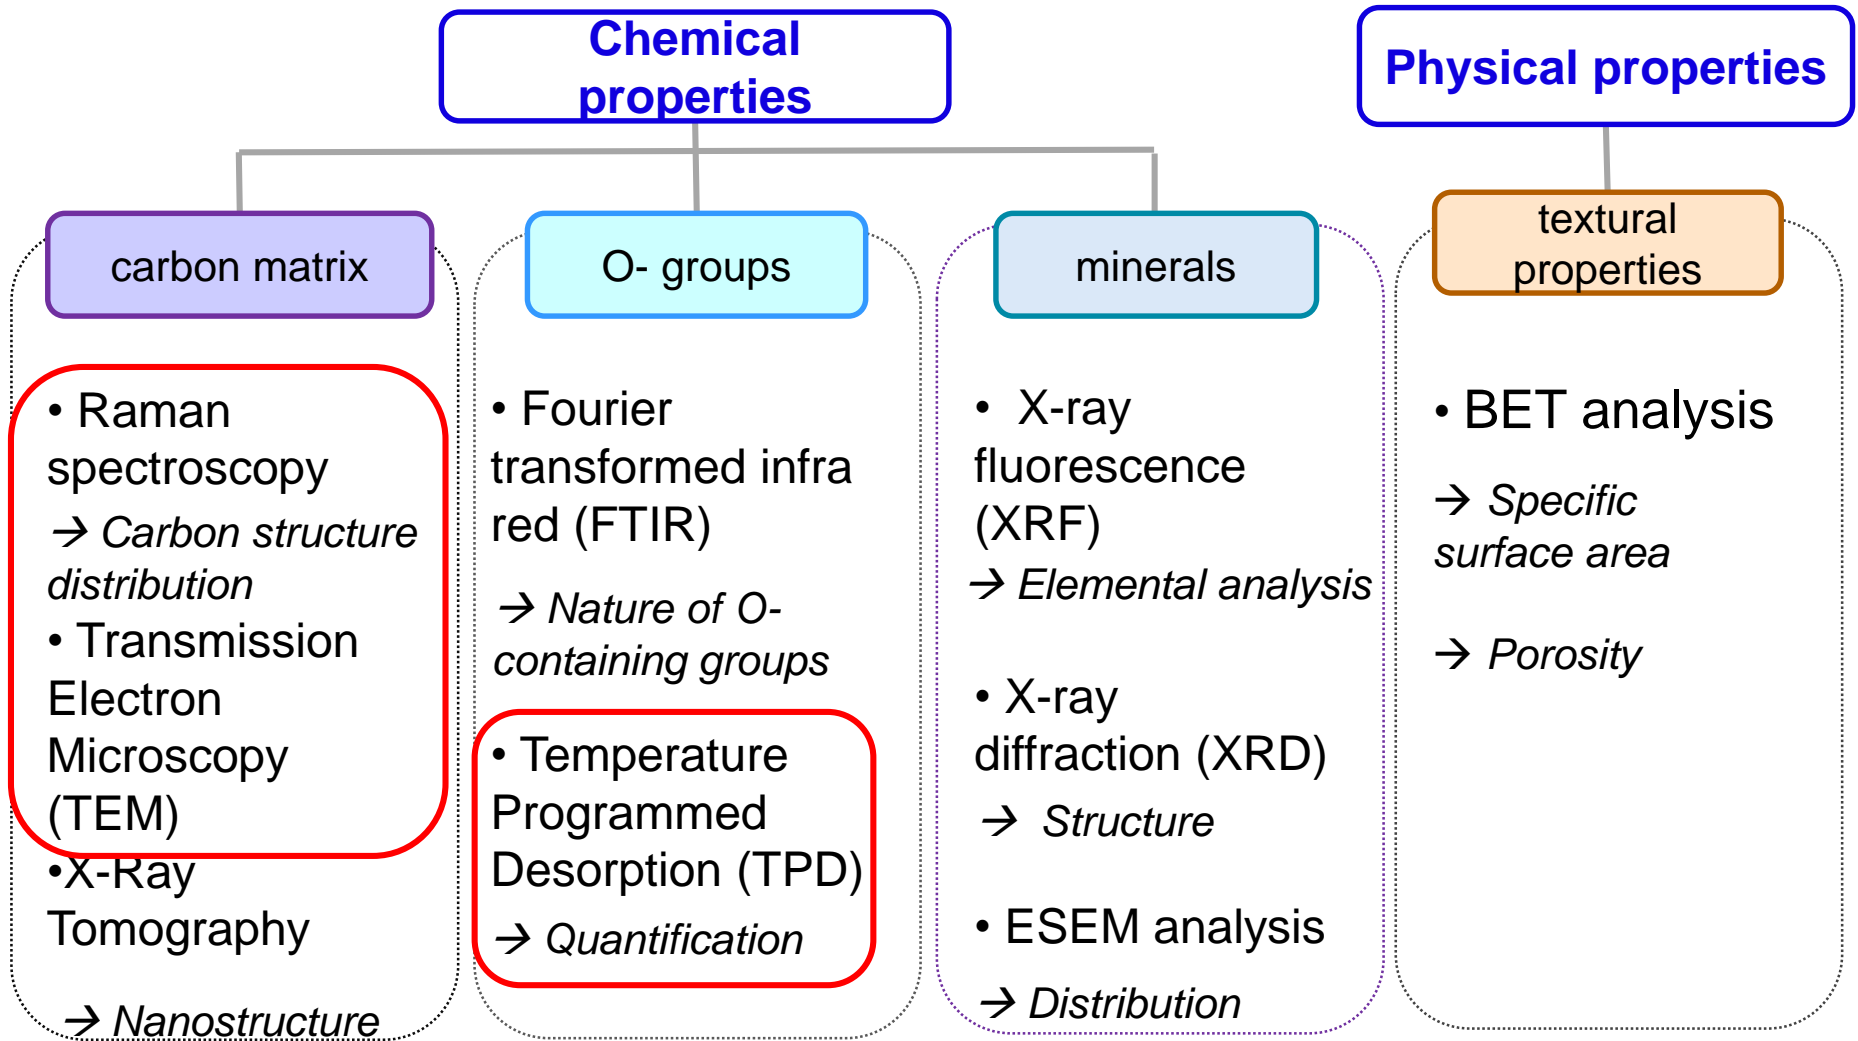 Chemical
properties
Physical properties
carbon matrix
• Raman
spectroscopy
→ Carbon structure
distribution
• Transmission
Electron
Microscopy
(TEM)
•X-Ray
Tomography
→ Nanostructure
O- groups
• Fourier
transformed infra
red (FTIR)
→ Nature of O-
containing groups
• Temperature
Programmed
Desorption (TPD)
→ Quantification
minerals
• X-ray
fluorescence
(XRF)
→ Elemental analysis
• X-ray
diffraction (XRD)
→ Structure
• ESEM analysis
→ Distribution
textural
properties
• BET analysis
→ Specific
surface area
→ Porosity